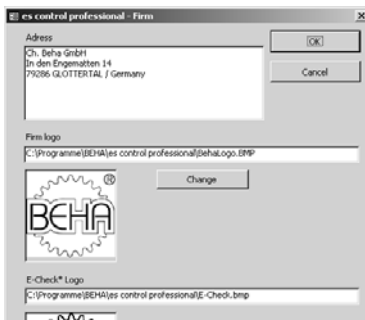 es control professional - Firm
Adress
Ch. Beha GmbH
In den Engematten 14
79286 GLOTTERTAL / Germany
OK
Cancel
Firm logo
C:\Programme\BEHA\es control professional\BehaLogo.BMP
Change
®
BEHA
E-Check* Logo
C:\Programme\BEHA\es control professional\E-Check.bmp